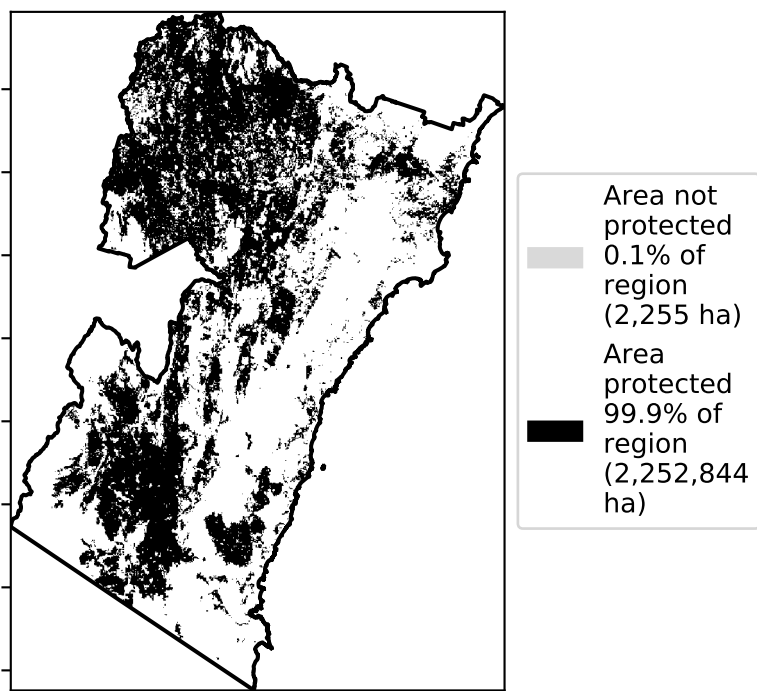 Area not
protected
0.1% of
region
(2,255 ha)
Area
protected
99.9% of
region
(2,252,844
ha)